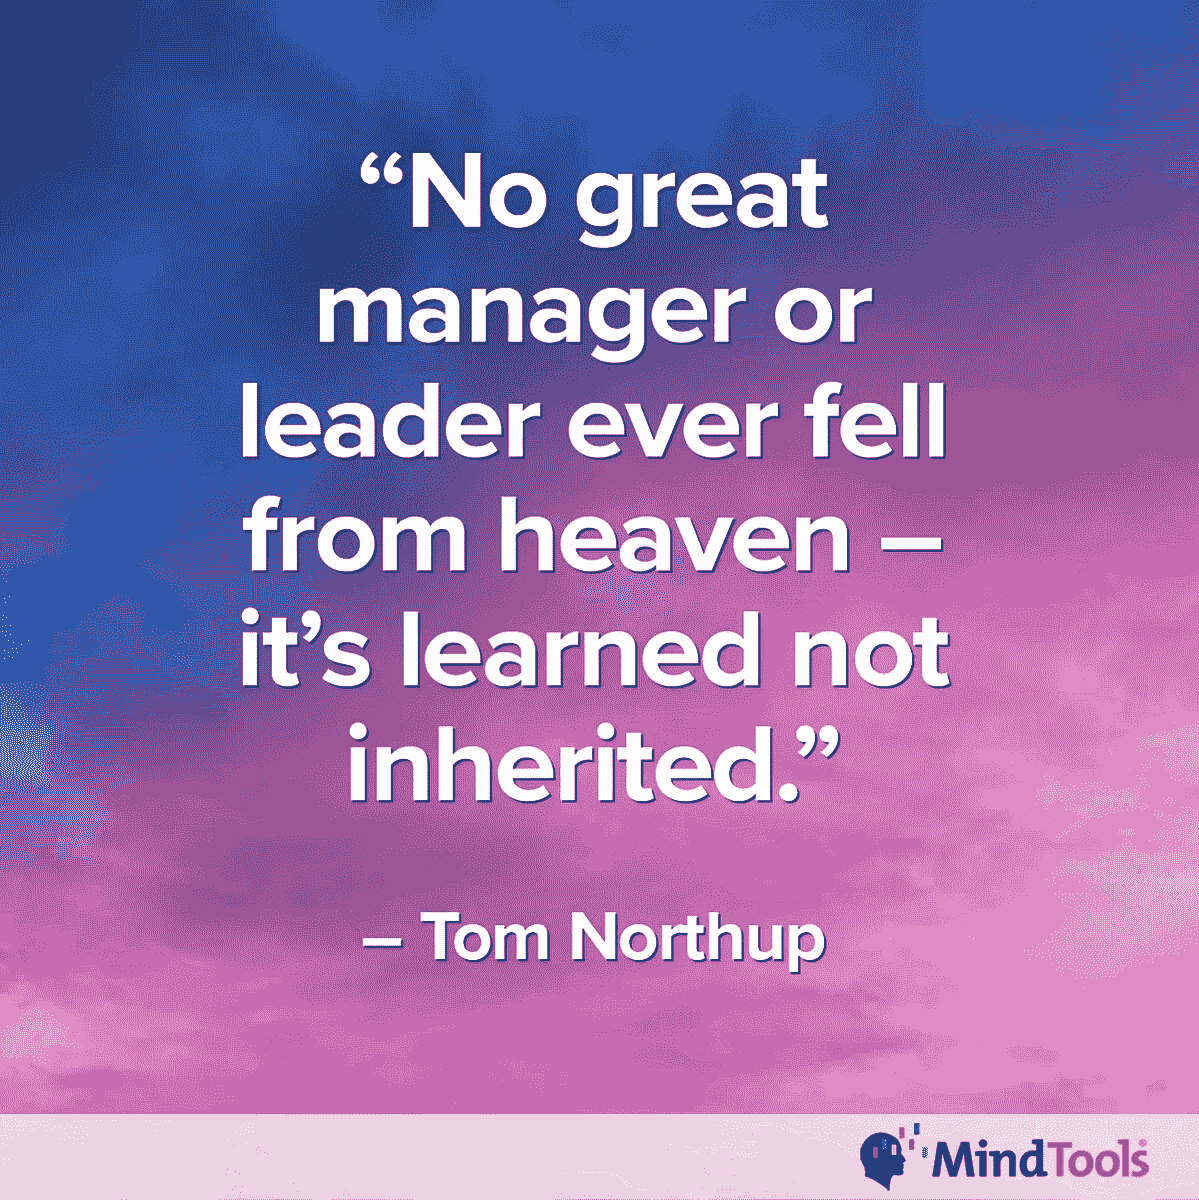 “No great
manager or
leader ever fell
from heaven –
it’s learned not
inherited.”
– Tom Northup
MindTools®